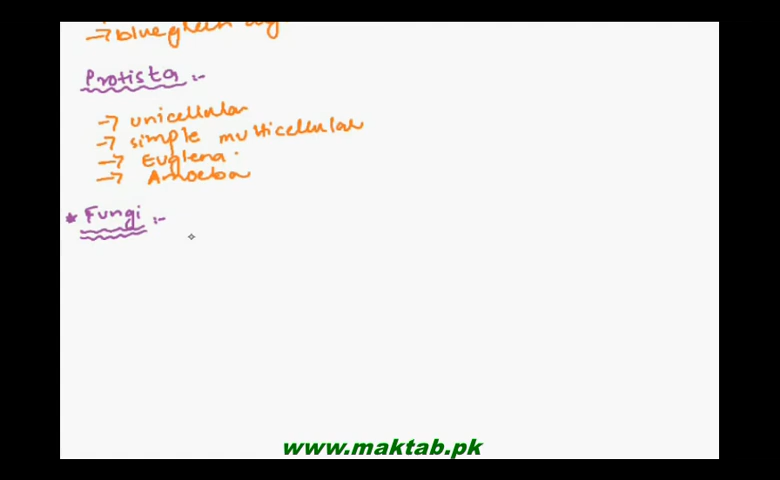 → blue green
Protista :-
→ unicellular
→ simple multicellular
→ Euglena.
→ Amoeba
* Fungi :-
www.maktab.pk